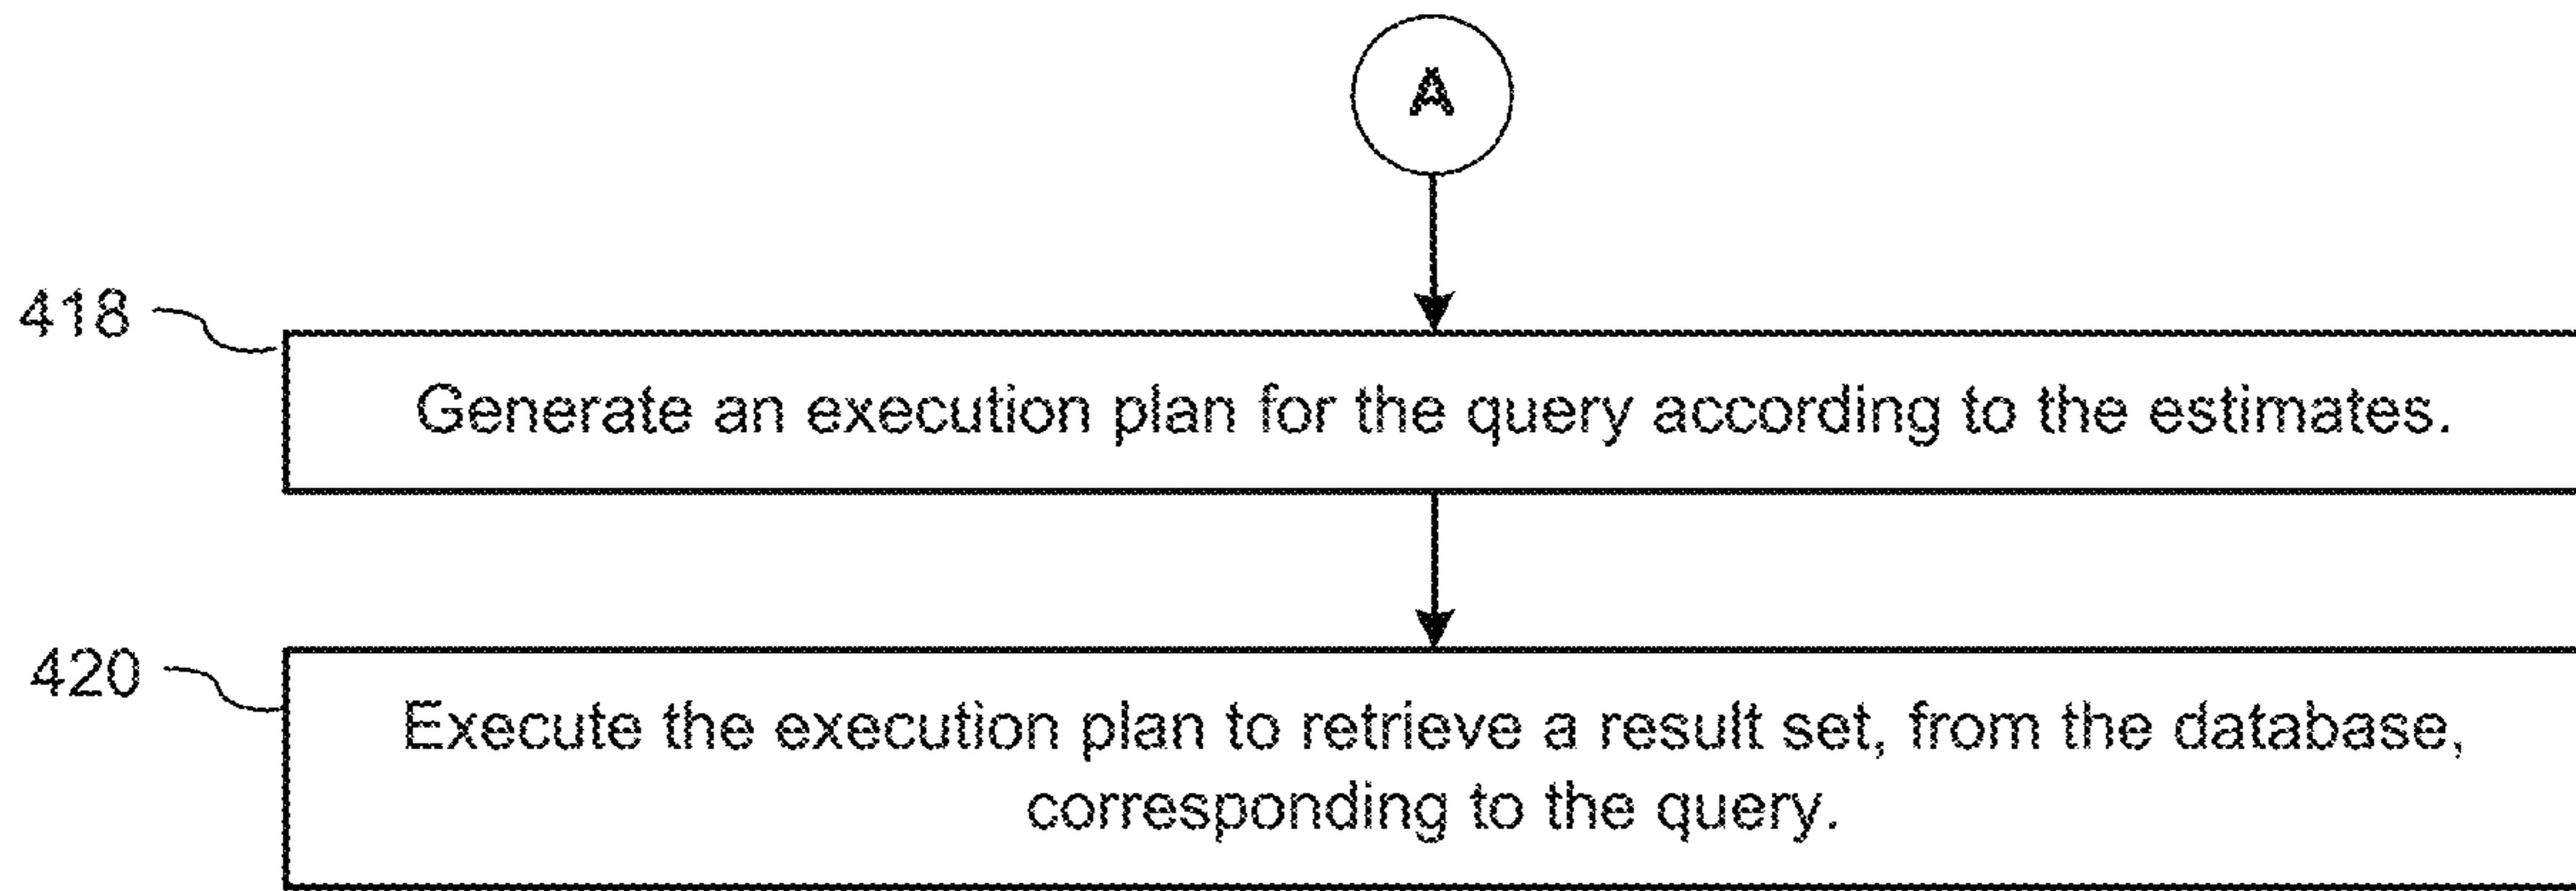 A
418
Generate an execution plan for the query according to the estimates.
420
Execute the execution plan to retrieve a result set, from the database,
corresponding to the query.